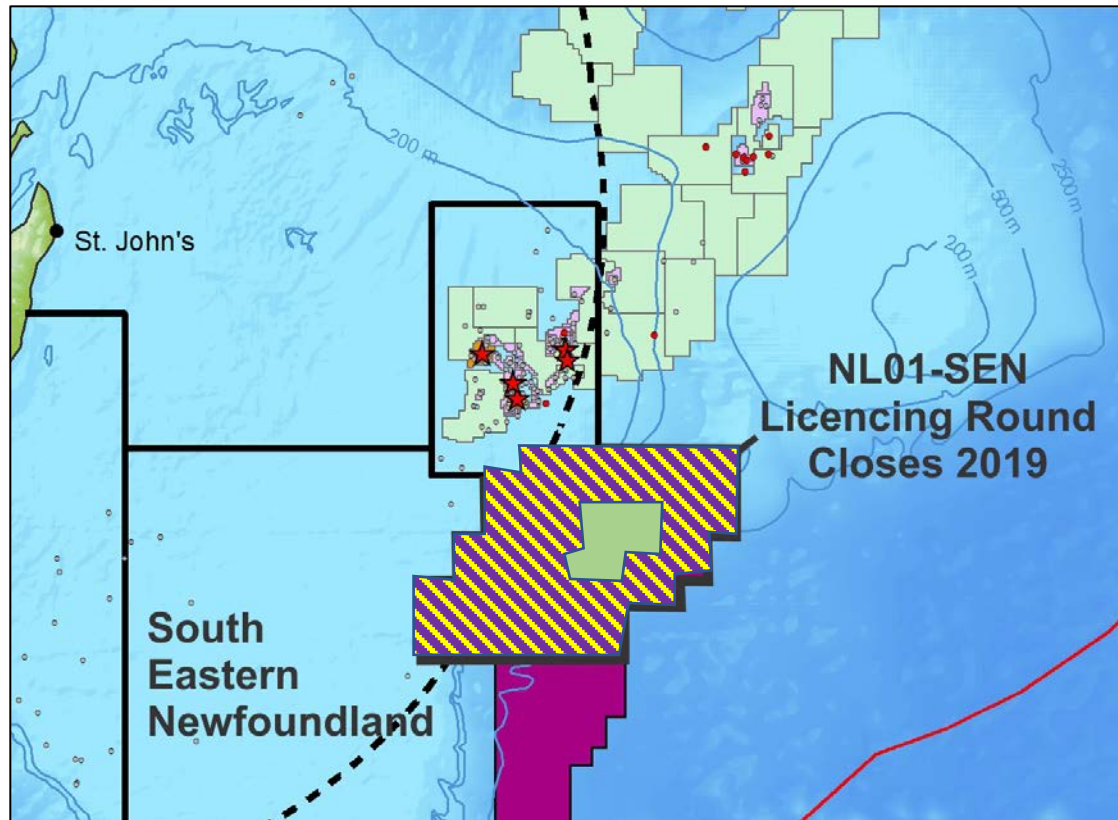 200 m
2500 m
500 m
200 m
St. John's
NL01-SEN
Licencing Round
Closes 2019
South
Eastern
Newfoundland